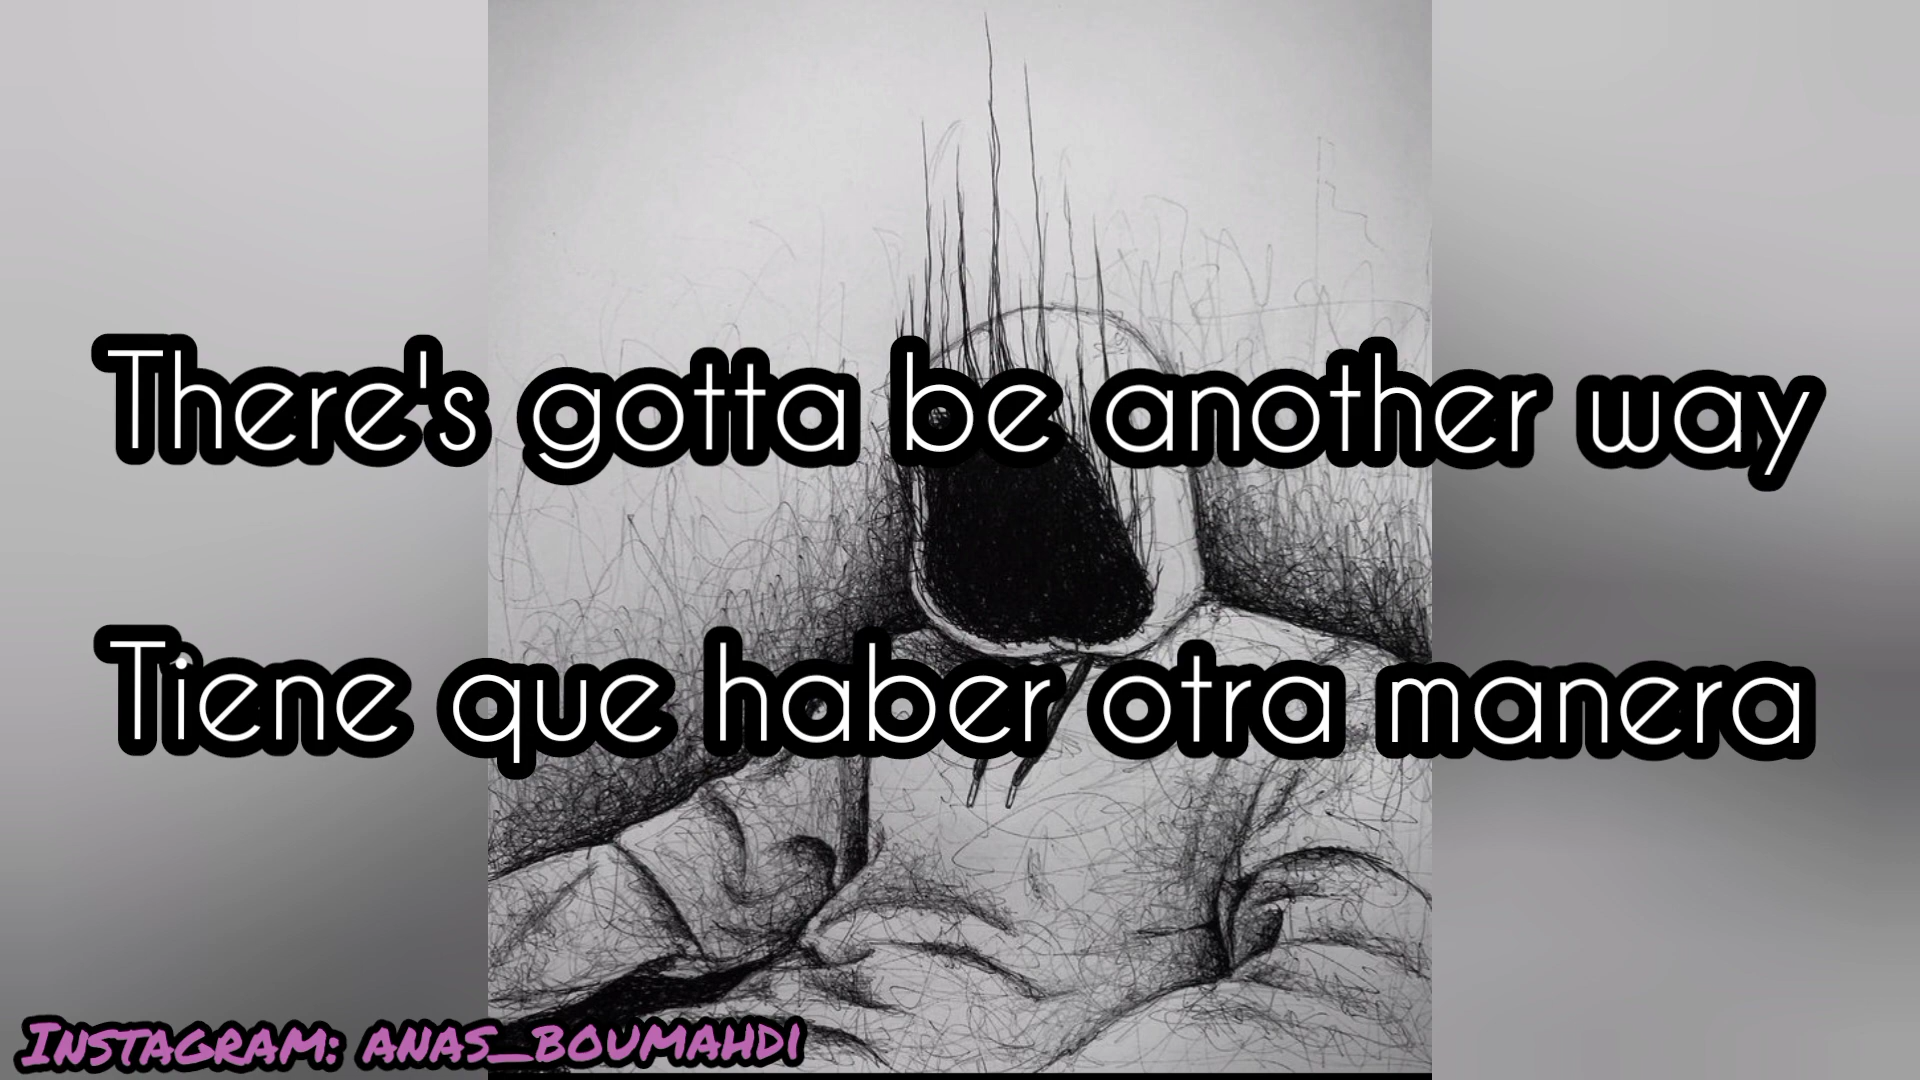 There's gotta be another way
Tiene que haber otra manera
Instagram: anas_boumahdi